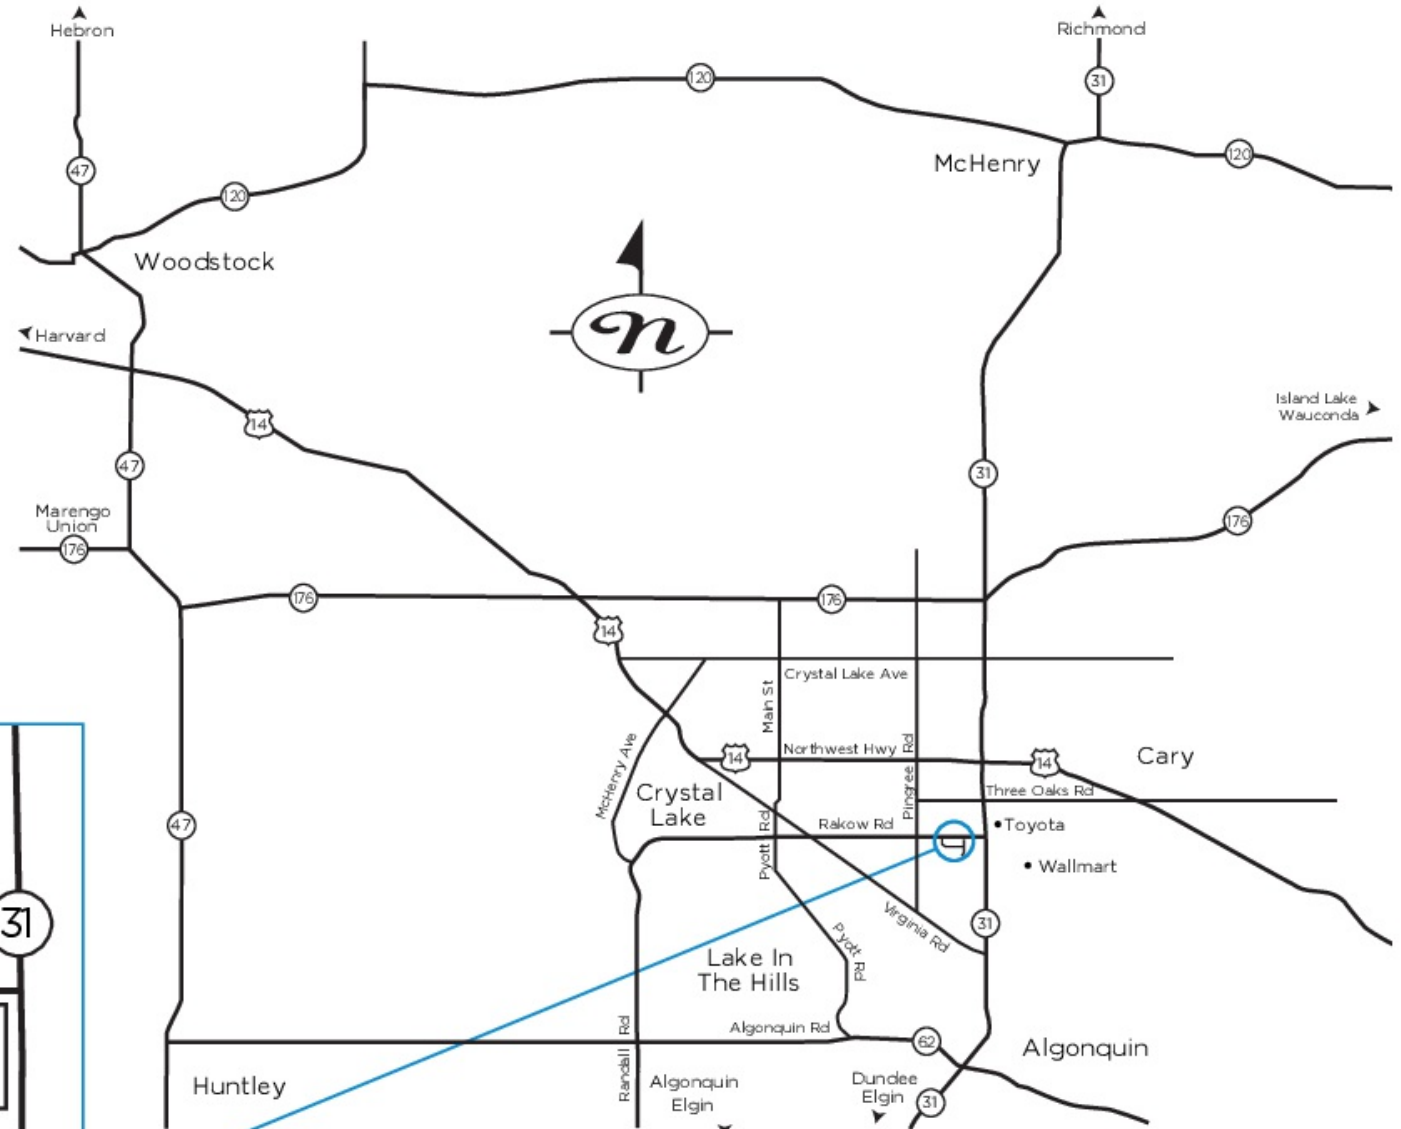 Hebron
Richmond
120
31
McHenry
120
47
120
Woodstock
n
Harvard
14
Island Lake
Wauconda
47
31
Marengo
Union
176
176
176
176
14
Crystal Lake Ave
Main St
Northwest Hwy
14
14
Cary
McHenry Ave
Pingree Rd
Three Oaks Rd
Crystal
Lake
Pyott Rd
Rakow Rd
Toyota
Wallmart
47
31
31
Virginia Rd
Pyott Rd
Lake In
The Hills
Algonquin Rd
62
Algonquin
Randall Rd
Huntley
Algonquin
Elgin
Dundee
Elgin
31